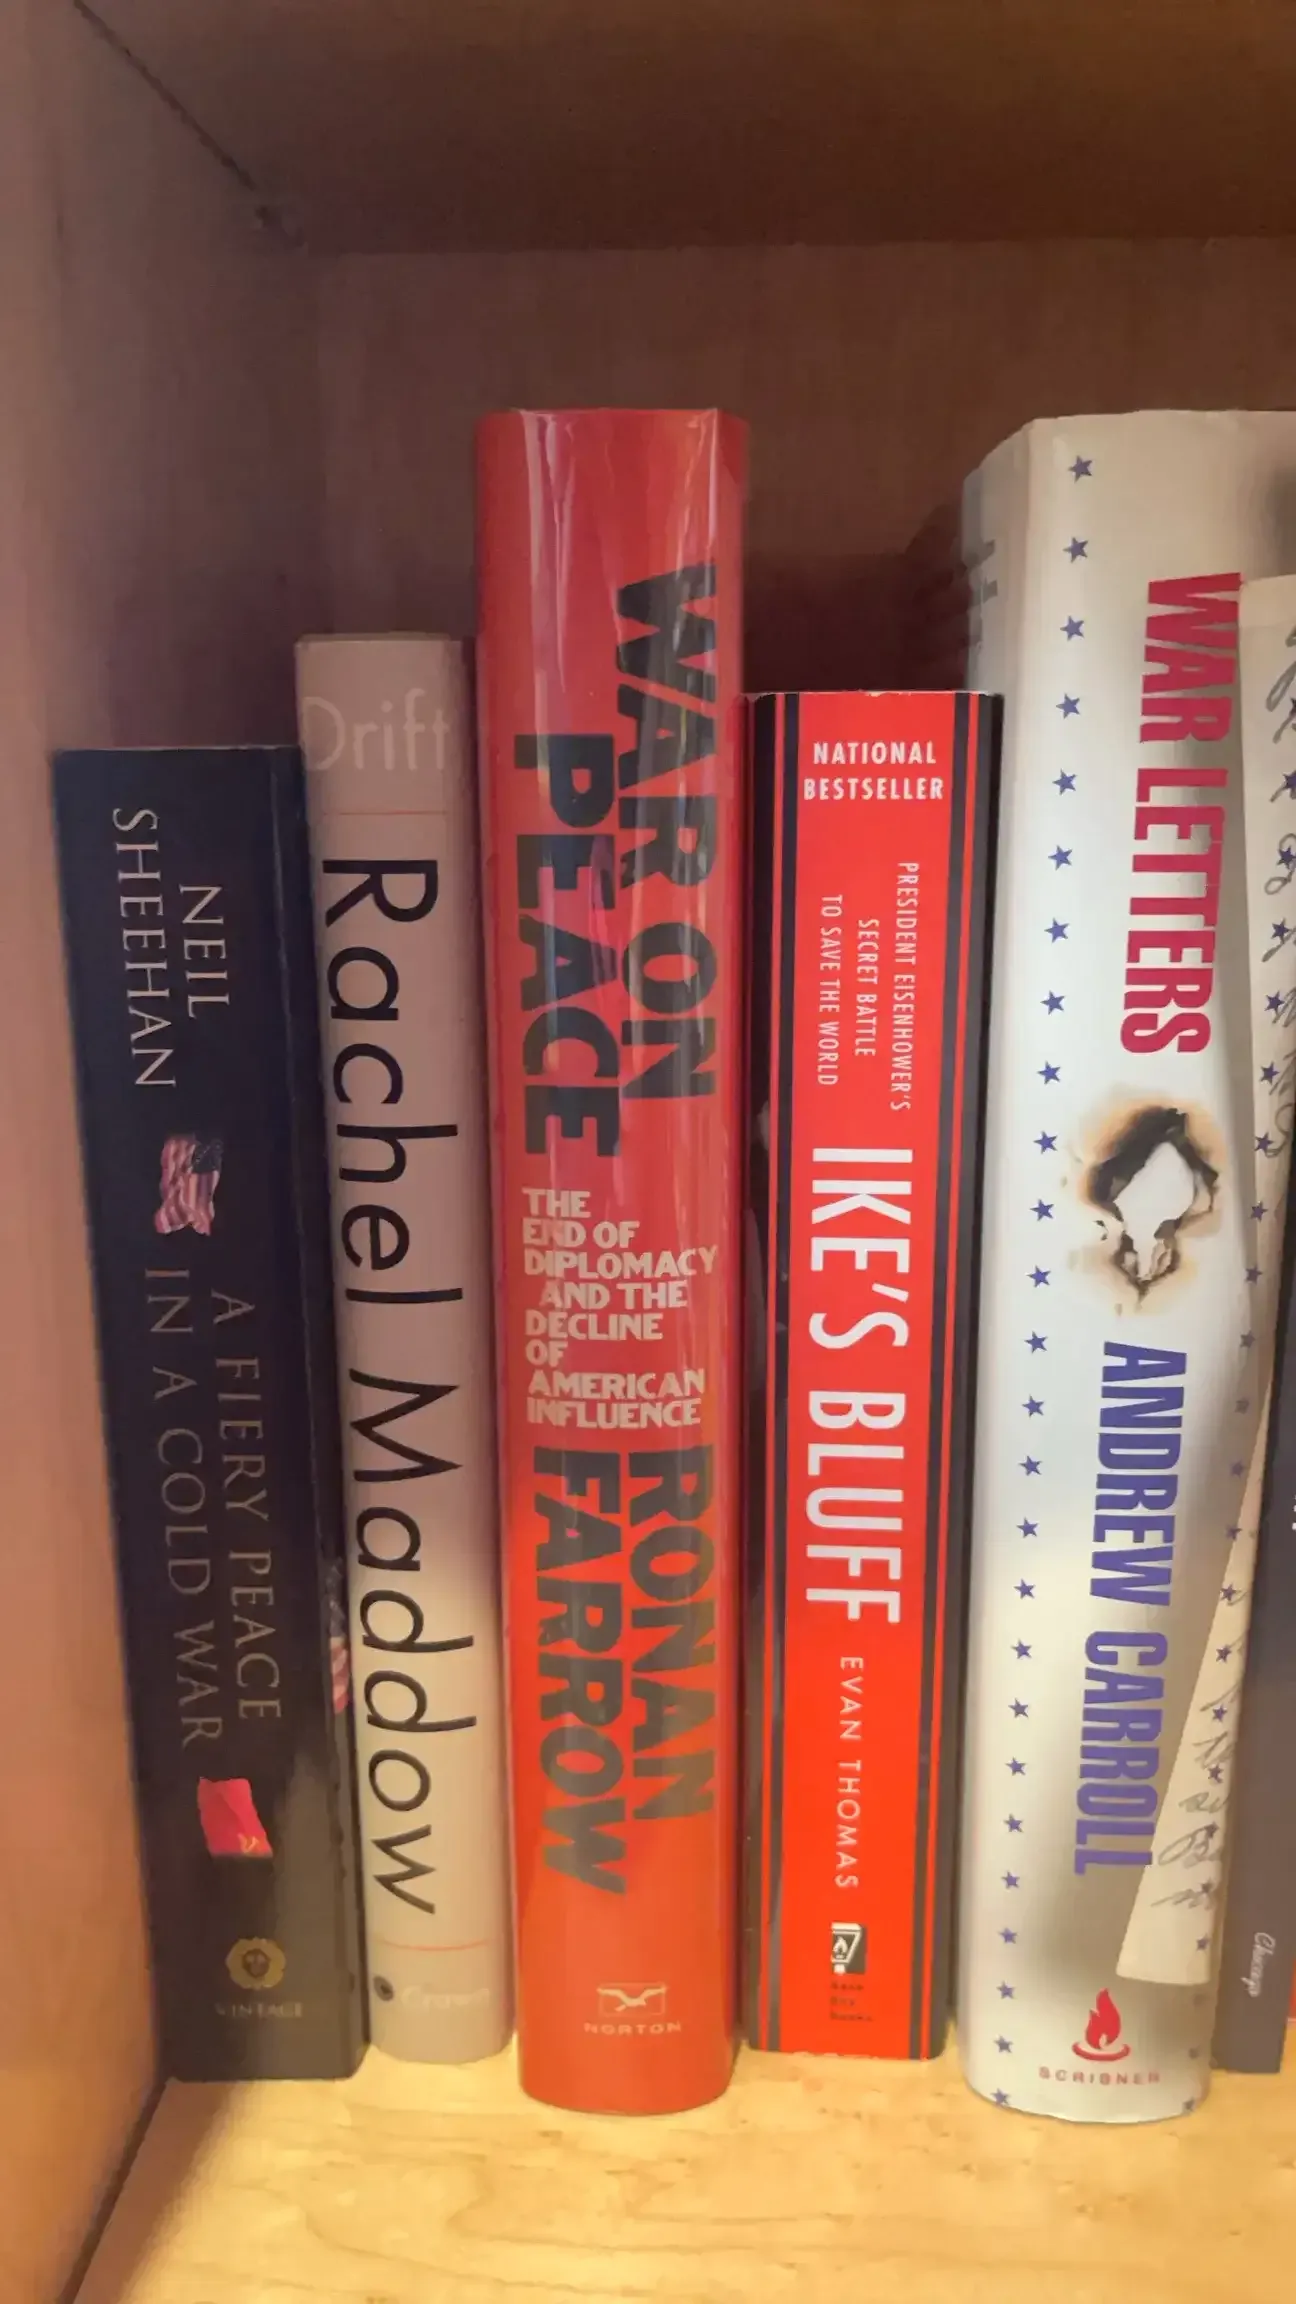 NEIL
SHEEHAN
A FIERY PEACE
IN A COLD WAR
VINTAGE
Drift
Rachel Maddow
Crown
WAR ON
PEACE
THE
END OF
DIPLOMACY
AND THE
DECLINE
OF
AMERICAN
INFLUENCE
RONAN
FARROW
NORTON
NATIONAL
BESTSELLER
PRESIDENT EISENHOWER'S
SECRET BATTLE
TO SAVE THE WORLD
IKE'S BLUFF
EVAN THOMAS
WAR LETTERS
ANDREW CARROLL
SCRIBNER
Chicago